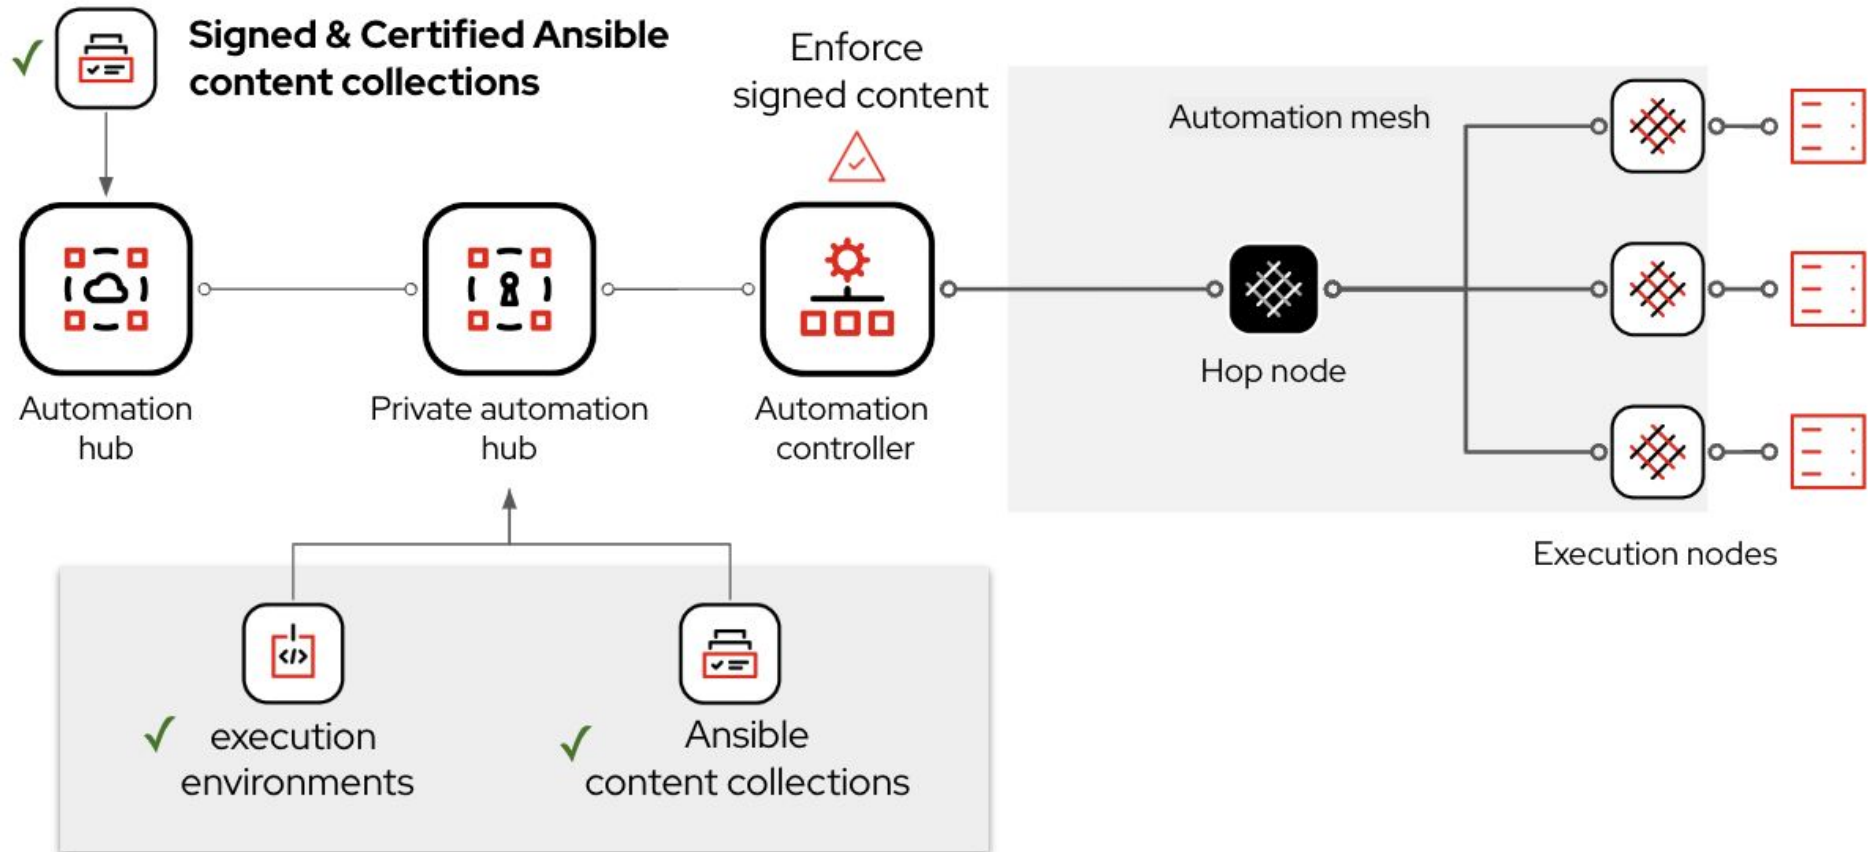 Signed & Certified Ansible
content collections
Enforce
signed content
Automation mesh
Hop node
Automation
hub
Private automation
hub
Automation
controller
Execution nodes
execution
environments
Ansible
content collections